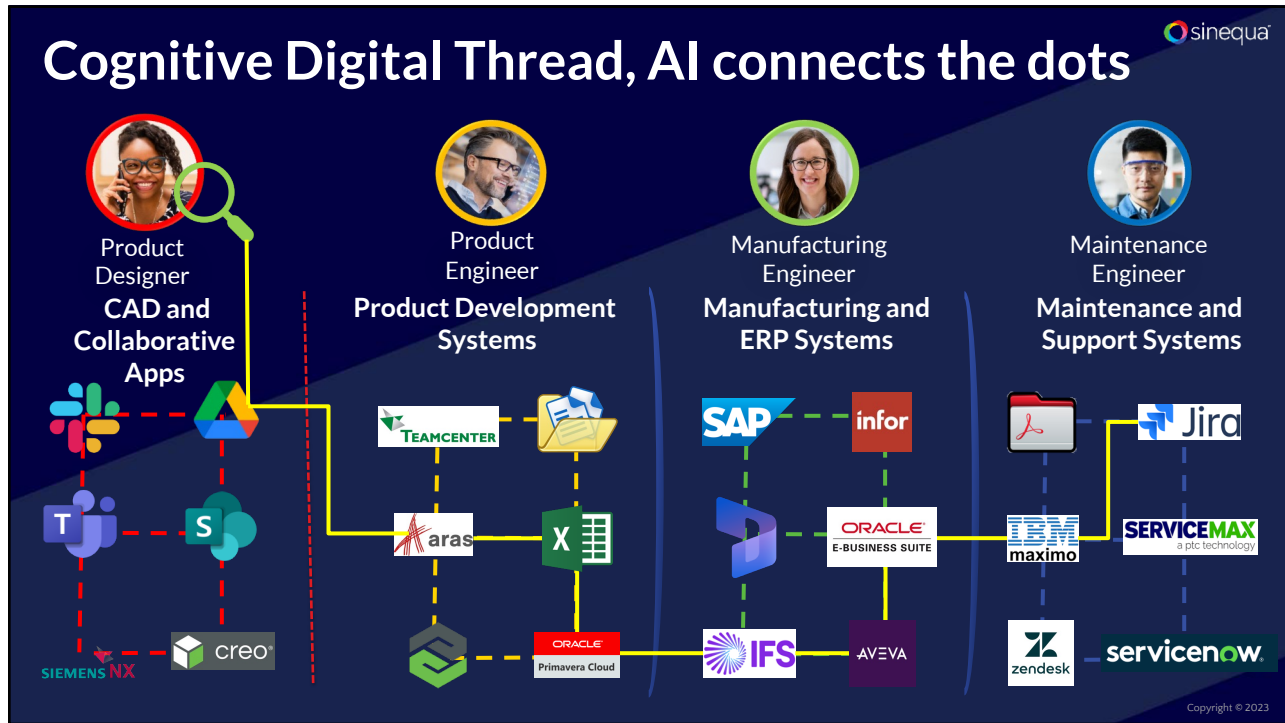 sinequa
Cognitive Digital Thread, AI connects the dots
Product
Designer
CAD and
Collaborative
Apps
T
S
SIEMENS NX
creo®
Product
Engineer
Product Development
Systems
TEAMCENTER
aras
X
ORACLE
Primavera Cloud
Manufacturing
Engineer
Manufacturing and
ERP Systems
SAP
infor
ORACLE®
E-BUSINESS SUITE
IFS
AVEVA
Maintenance
Engineer
Maintenance and
Support Systems
Jira
IBM
maximo
SERVICEMAX
a ptc technology
zendesk
servicenow®
Copyright © 2023